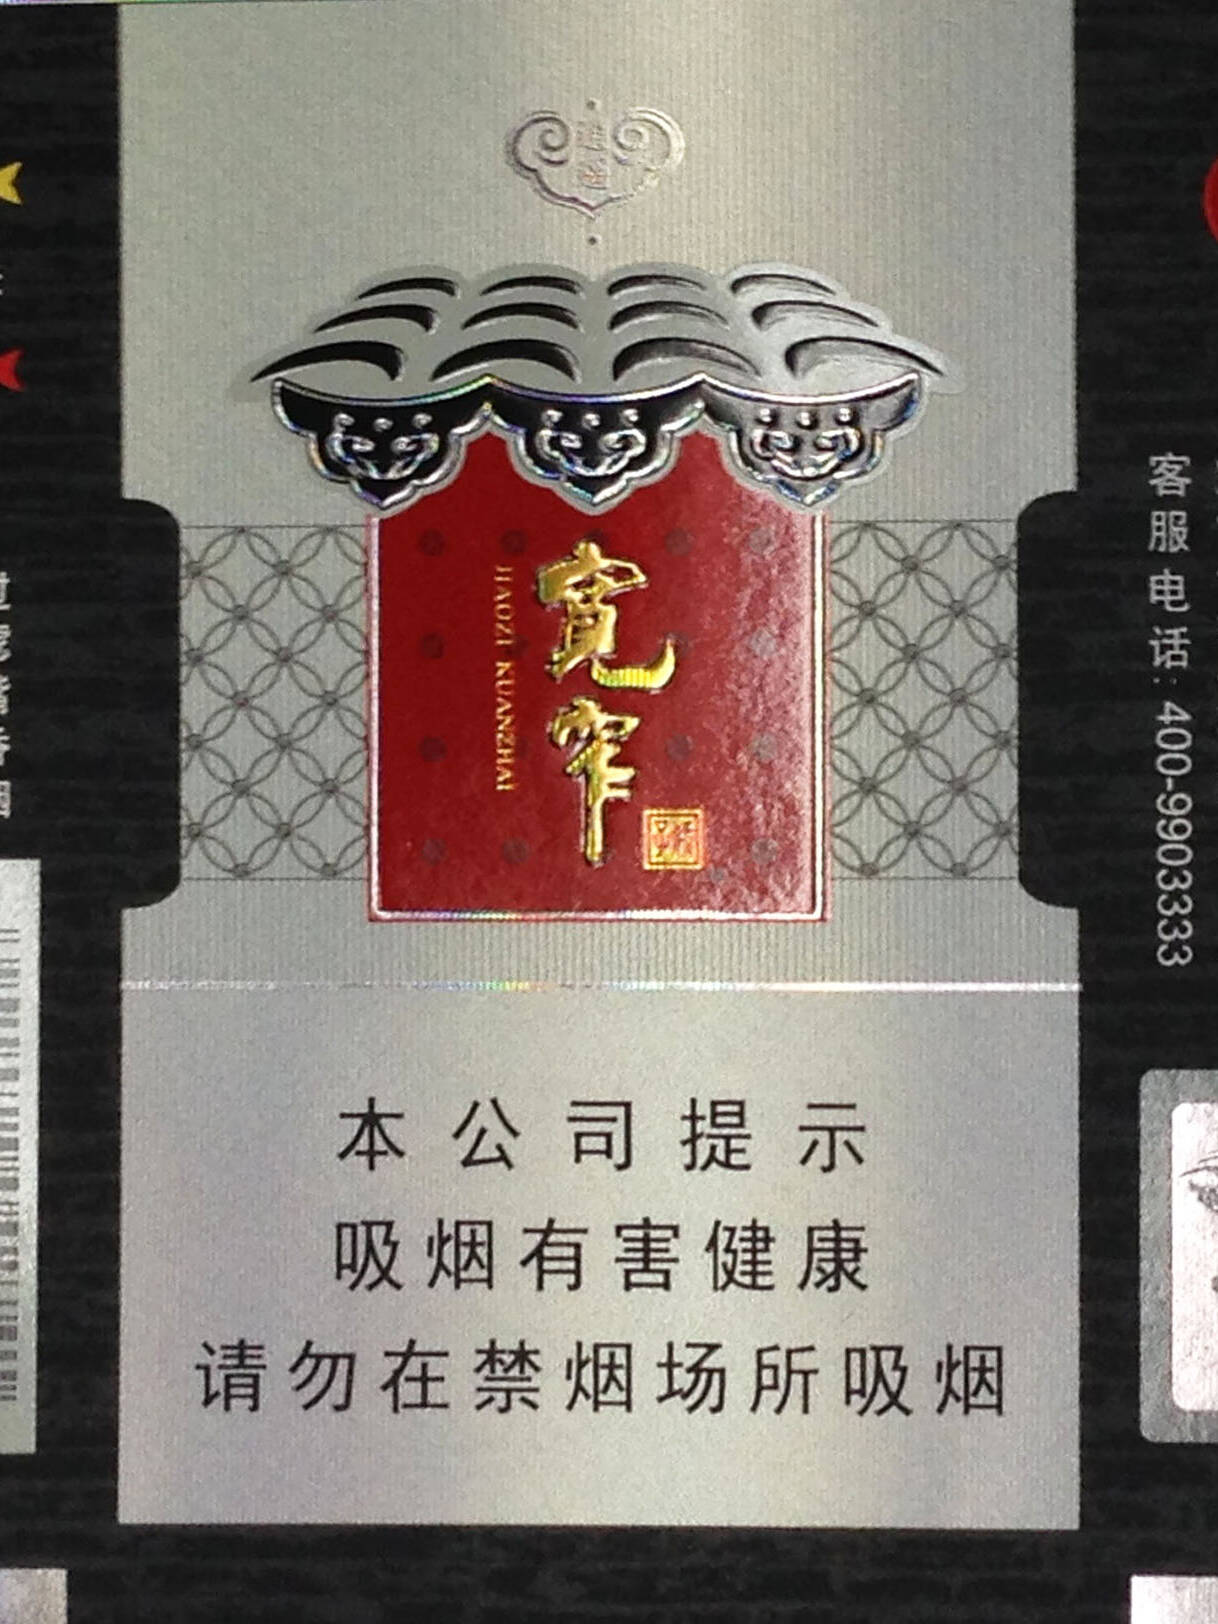 宽窄
JIAOZI·KUANZHAI
本公司提示
吸烟有害健康
请勿在禁烟场所吸烟
客服电话：400-9903333